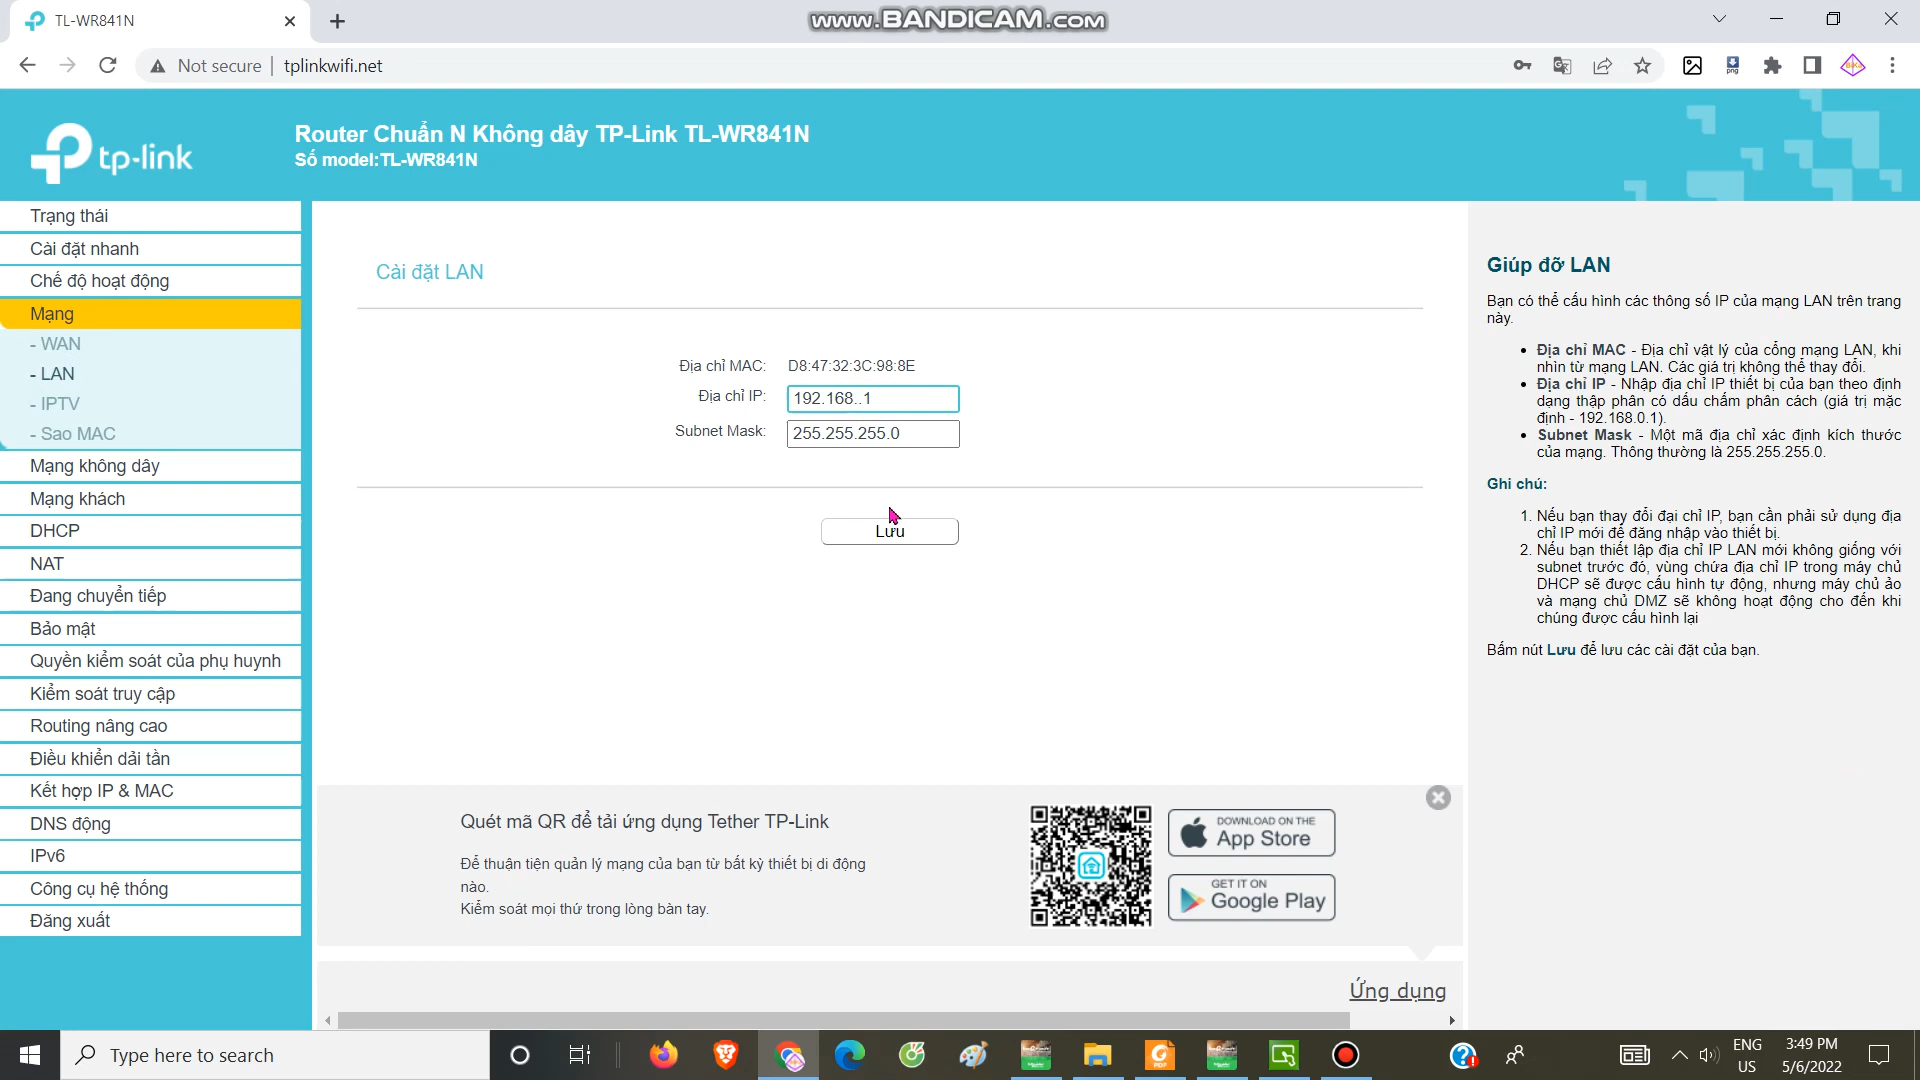 TL-WR841N
www.BANDICAM.com
Not secure
tplinkwifi.net
tp-link
Router Chuẩn N Không dây TP-Link TL-WR841N
Số model:TL-WR841N
Trạng thái
Cài đặt nhanh
Chế độ hoạt động
Mạng
- WAN
- LAN
- IPTV
- Sao MAC
Mạng không dây
Mạng khách
DHCP
NAT
Đang chuyển tiếp
Bảo mật
Quyền kiểm soát của phụ huynh
Kiểm soát truy cập
Routing nâng cao
Điều khiển dải tần
Kết hợp IP & MAC
DNS động
IPv6
Công cụ hệ thống
Đăng xuất
Cài đặt LAN
Địa chỉ MAC: D8:47:32:3C:98:8E
Địa chỉ IP: 192.168..1
Subnet Mask: 255.255.255.0
Lưu
Giúp đỡ LAN
Bạn có thể cấu hình các thông số IP của mạng LAN trên trang
này.
• Địa chỉ MAC - Địa chỉ vật lý của cổng mạng LAN, khi
nhìn từ mạng LAN. Các giá trị không thể thay đổi.
• Địa chỉ IP - Nhập địa chỉ IP thiết bị của bạn theo định
dạng thập phân có dấu chấm phân cách (giá trị mặc
định - 192.168.0.1).
• Subnet Mask - Một mã địa chỉ xác định kích thước
của mạng. Thông thường là 255.255.255.0.
Ghi chú:
1. Nếu bạn thay đổi đại chỉ IP, bạn cần phải sử dụng địa
chỉ IP mới để đăng nhập vào thiết bị.
2. Nếu bạn thiết lập địa chỉ IP LAN mới không giống với
subnet trước đó, vùng chứa địa chỉ IP trong máy chủ
DHCP sẽ được cấu hình tự động, nhưng máy chủ ảo
và mạng chủ DMZ sẽ không hoạt động cho đến khi
chúng được cấu hình lại
Bấm nút Lưu để lưu các cài đặt của bạn.
Quét mã QR để tải ứng dụng Tether TP-Link
Để thuận tiện quản lý mạng của bạn từ bất kỳ thiết bị di động
nào.
Kiểm soát mọi thứ trong lòng bàn tay.
DOWNLOAD ON THE
App Store
GET IT ON
Google Play
Ứng dụng
Type here to search
ENG
US
3:49 PM
5/6/2022